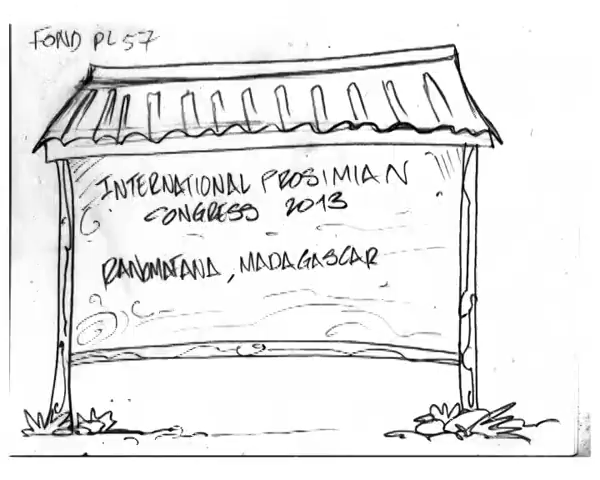 FOND PL 57
INTERNATIONAL PROSIMIAN
CONGRESS 2013
RANOMAFANA, MADAGASCAR